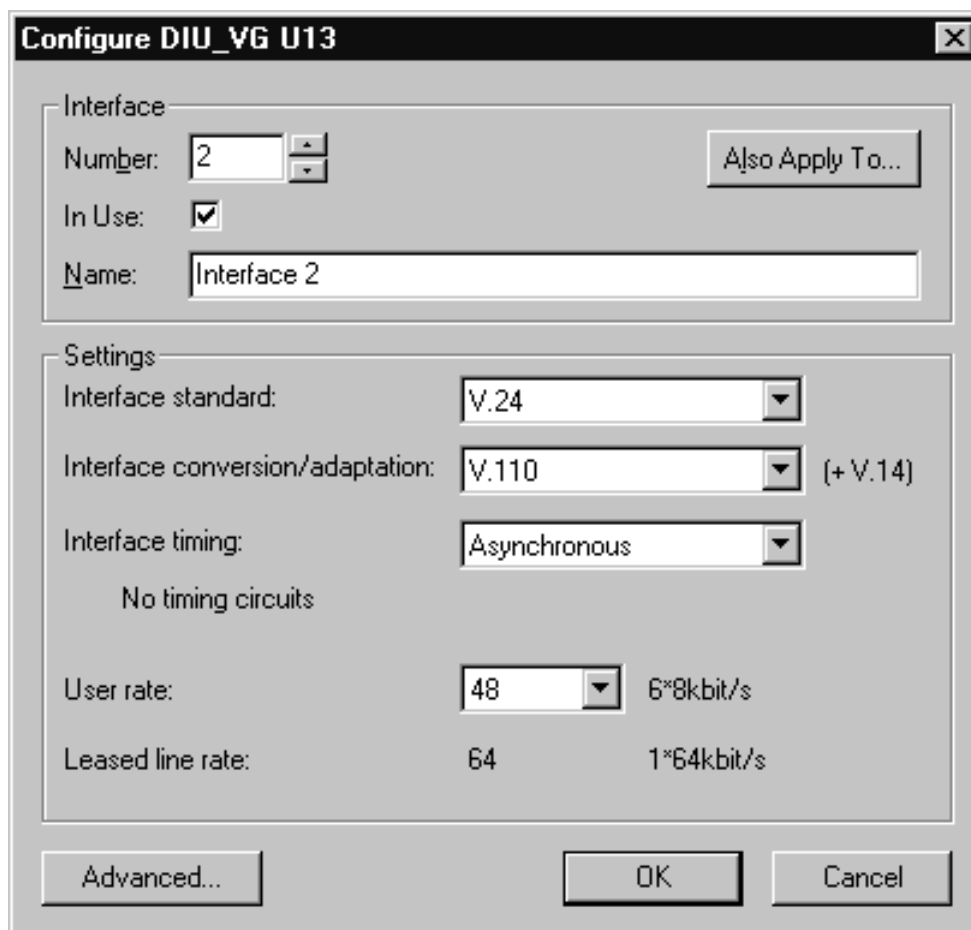 Configure DIU_VG U13
Interface
Number: 2 Also Apply To...
In Use:
Name: Interface 2
Settings
Interface standard: V.24
Interface conversion/adaptation: V.110 (+ V.14)
Interface timing: Asynchronous
No timing circuits
User rate: 48 6*8kbit/s
Leased line rate: 64 1*64kbit/s
Advanced... OK Cancel